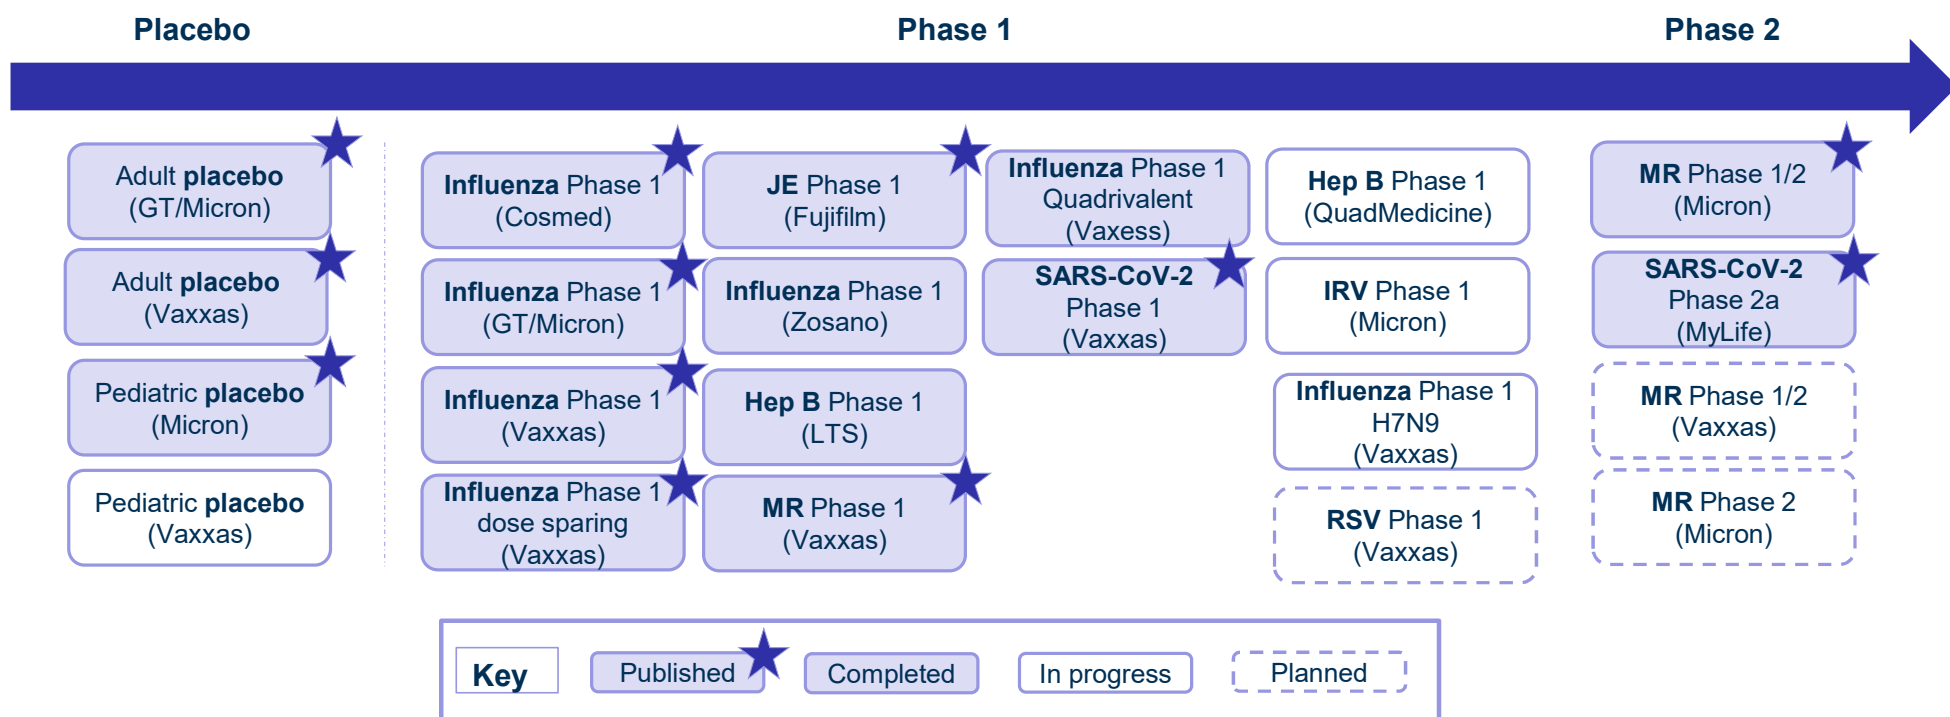 Placebo
Phase 1
Phase 2
Adult placebo
(GT/Micron)
Adult placebo
(Vaxxas)
Pediatric placebo
(Micron)
Pediatric placebo
(Vaxxas)
Influenza Phase 1
(Cosmed)
Influenza Phase 1
(GT/Micron)
Influenza Phase 1
(Vaxxas)
Influenza Phase 1
dose sparing
(Vaxxas)
JE Phase 1
(Fujifilm)
Influenza Phase 1
(Zosano)
Hep B Phase 1
(LTS)
MR Phase 1
(Vaxxas)
Influenza Phase 1
Quadrivalent
(Vaxess)
SARS-CoV-2
Phase 1
(Vaxxas)
Hep B Phase 1
(QuadMedicine)
IRV Phase 1
(Micron)
Influenza Phase 1
H7N9
(Vaxxas)
RSV Phase 1
(Vaxxas)
MR Phase 1/2
(Micron)
SARS-CoV-2
Phase 2a
(MyLife)
MR Phase 1/2
(Vaxxas)
MR Phase 2
(Micron)
Key
Published
Completed
In progress
Planned